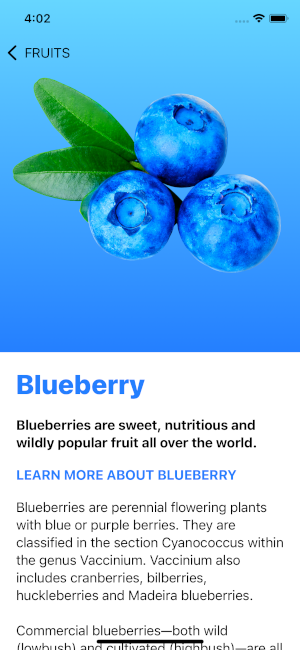 4:02
FRUITS
Blueberry
Blueberries are sweet, nutritious and
wildly popular fruit all over the world.
LEARN MORE ABOUT BLUEBERRY
Blueberries are perennial flowering plants
with blue or purple berries. They are
classified in the section Cyanococcus within
the genus Vaccinium. Vaccinium also
includes cranberries, bilberries,
huckleberries and Madeira blueberries.
Commercial blueberries—both wild
(lowbush) and cultivated (highbush)—are all